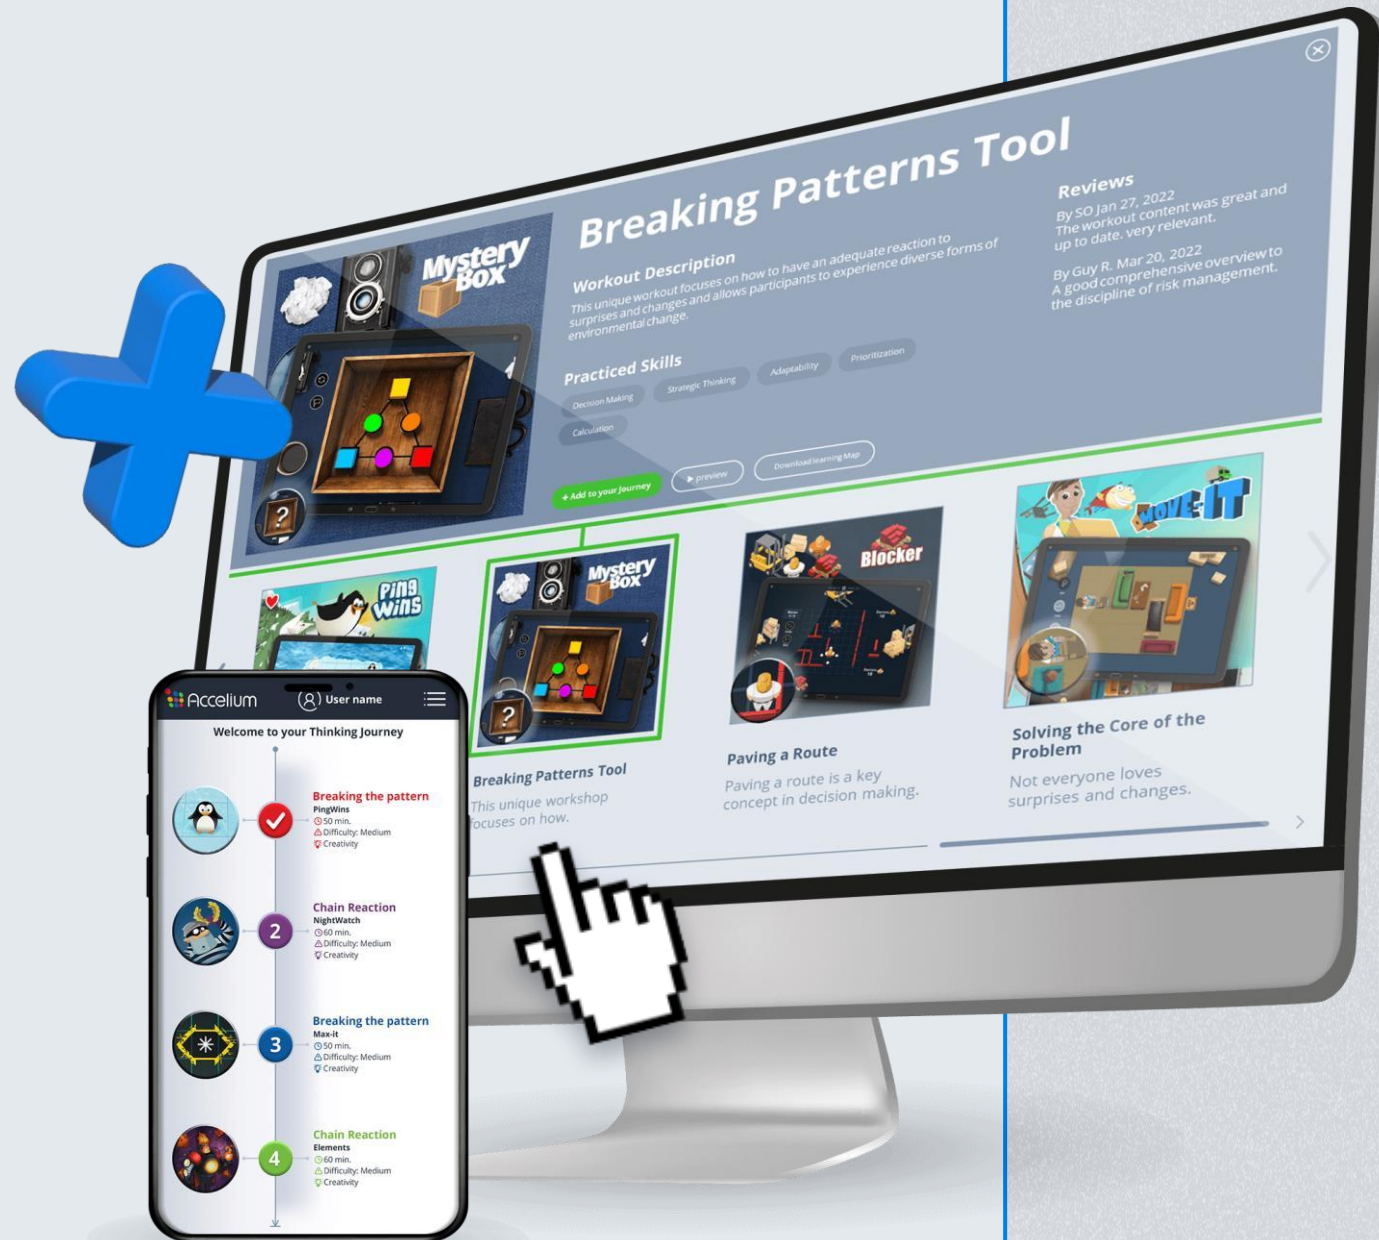 Breaking Patterns Tool
Mystery
Box
Workout Description
This unique workout focuses on how to have an adequate reaction to
surprises and changes and allows participants to experience diverse forms of
environmental change.
Practiced Skills
Decision Making
Strategic Thinking
Adaptability
Prioritization
Calculation
+ Add to your Journey
preview
Download learning Map
Reviews
By SO Jan 27, 2022
The workout content was great and
up to date. very relevant.
By Guy R. Mar 20, 2022
A good comprehensive overview to
the discipline of risk management.
?
PING
WINS
Mystery
Box
?
Breaking Patterns Tool
This unique workshop
focuses on how.
Blocker
Paving a Route
Paving a route is a key
concept in decision making.
MOVE-IT
Solving the Core of the
Problem
Not everyone loves
surprises and changes.
Accelium
User name
Welcome to your Thinking Journey
Breaking the pattern
PingWins
50 min.
Difficulty: Medium
Creativity
2
Chain Reaction
NightWatch
60 min.
Difficulty: Medium
Creativity
3
Breaking the pattern
Max-it
50 min.
Difficulty: Medium
Creativity
4
Chain Reaction
Elements
60 min.
Difficulty: Medium
Creativity